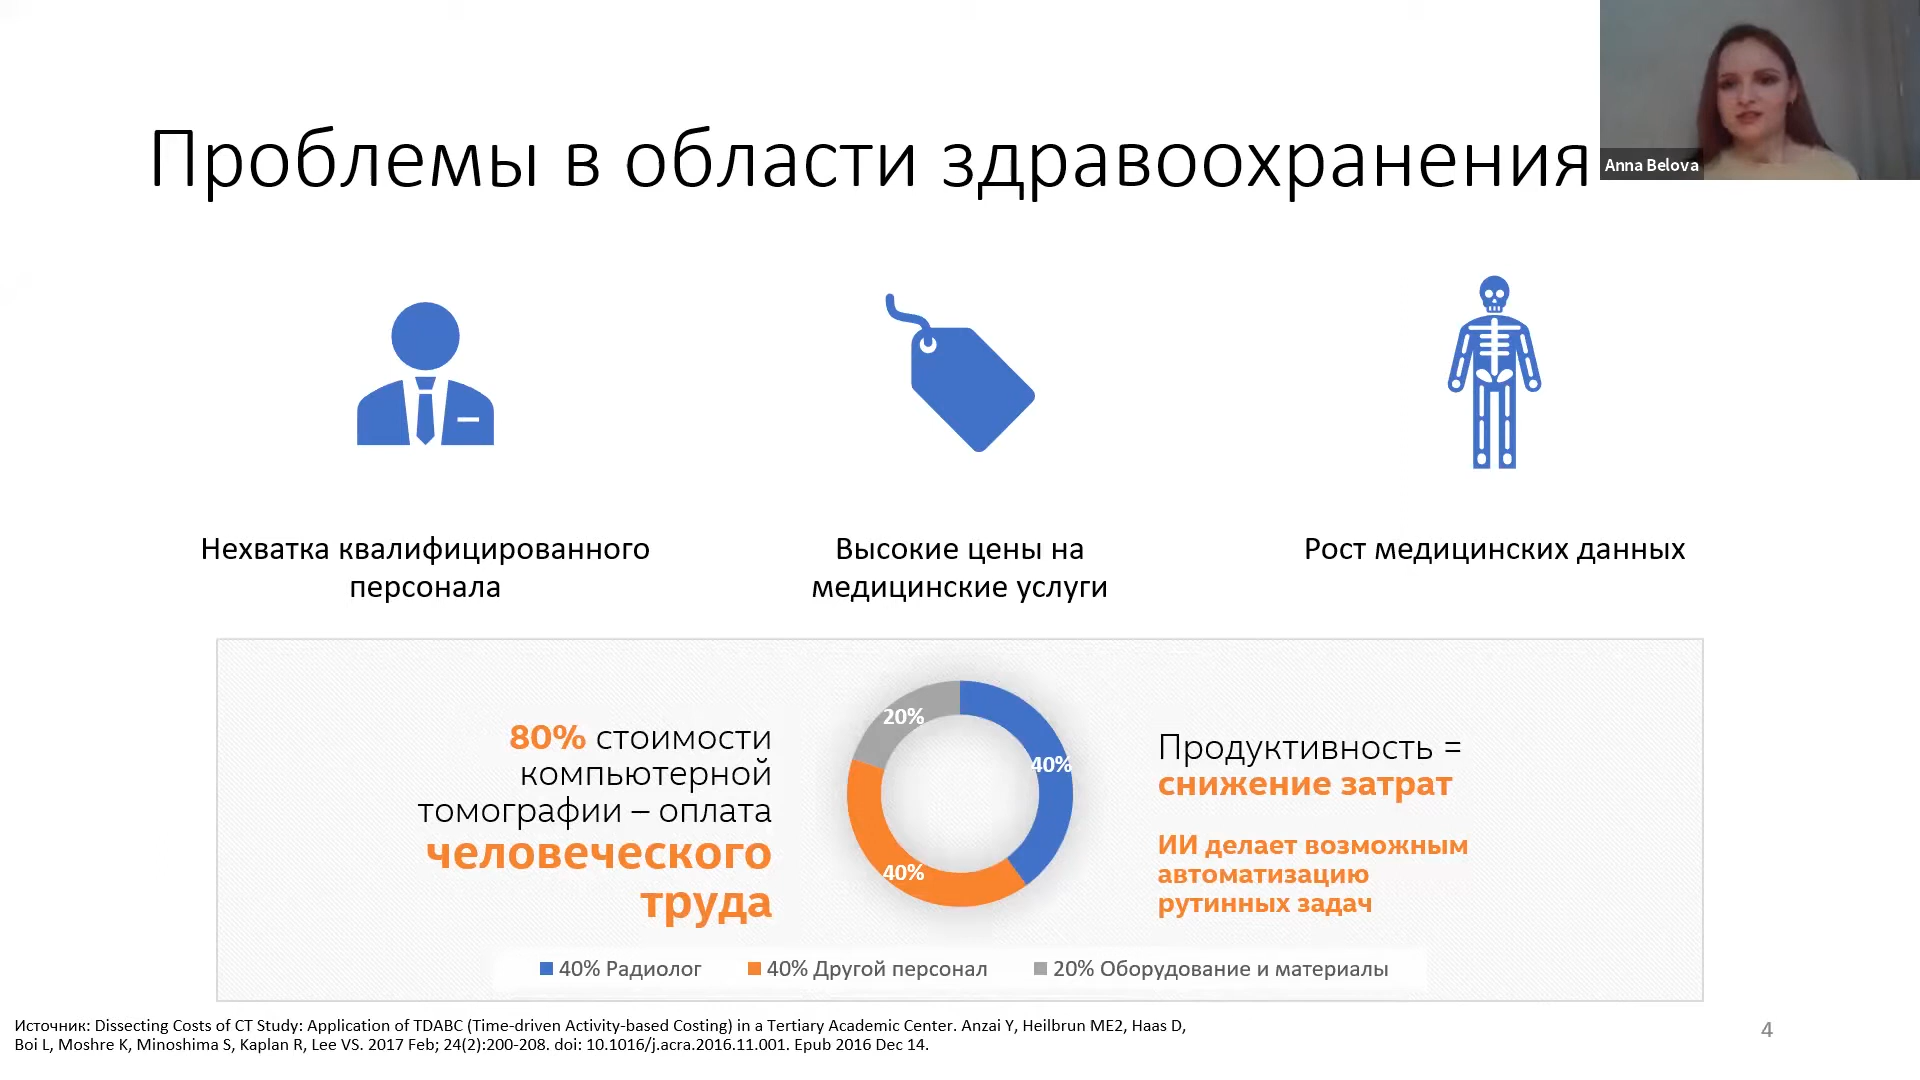 Проблемы в области здравоохранения
Anna Belova
Нехватка квалифицированного
персонала
Высокие цены на
медицинские услуги
Рост медицинских данных
80% стоимости
компьютерной
томографии – оплата
человеческого
труда
20%
40%
40%
Продуктивность =
снижение затрат
ИИ делает возможным
автоматизацию
рутинных задач
40% Радиолог
40% Другой персонал
20% Оборудование и материалы
Источник: Dissecting Costs of CT Study: Application of TDABC (Time-driven Activity-based Costing) in a Tertiary Academic Center. Anzai Y, Heilbrun ME2, Haas D,
Boi L, Moshre K, Minoshima S, Kaplan R, Lee VS. 2017 Feb; 24(2):200-208. doi: 10.1016/j.acra.2016.11.001. Epub 2016 Dec 14.
4